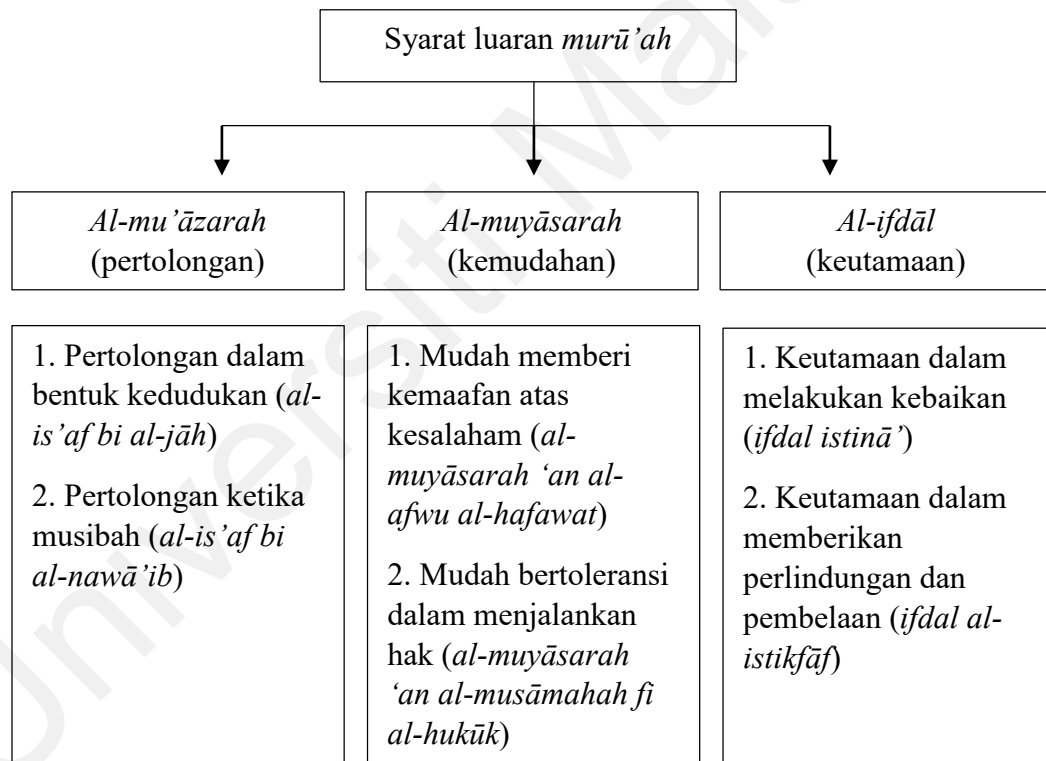 Syarat luaran murū’ah
Al-mu’āzarah
(pertolongan)
Al-muyāsarah
(kemudahan)
Al-ifdāl
(keutamaan)
1. Pertolongan dalam
bentuk kedudukan (al-
is’af bi al-jāh)
2. Pertolongan ketika
musibah (al-is’af bi
al-nawā’ib)
1. Mudah memberi
kemaafan atas
kesalaham (al-
muyāsarah ‘an al-
afwu al-hafawat)
2. Mudah bertoleransi
dalam menjalankan
hak (al-muyāsarah
‘an al-musāmahah fi
al-hukūk)
1. Keutamaan dalam
melakukan kebaikan
(ifdal istinā’)
2. Keutamaan dalam
memberikan
perlindungan dan
pembelaan (ifdal al-
istikfāf)
Universiti Mala